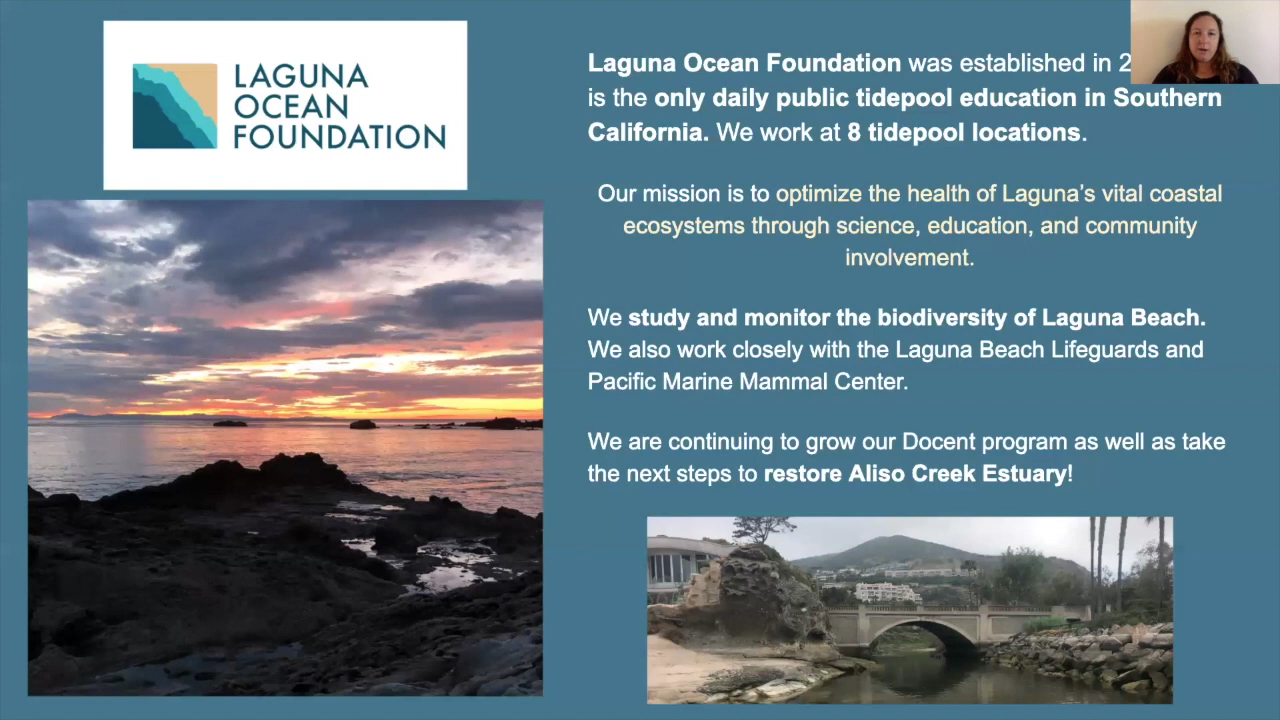 LAGUNA
OCEAN
FOUNDATION
Laguna Ocean Foundation was established in
is the only daily public tidepool education in Southern
California. We work at 8 tidepool locations.
Our mission is to optimize the health of Laguna's vital coastal
ecosystems through science, education, and community
involvement.
We study and monitor the biodiversity of Laguna Beach.
We also work closely with the Laguna Beach Lifeguards and
Pacific Marine Mammal Center.
We are continuing to grow our Docent program as well as take
the next steps to restore Aliso Creek Estuary!